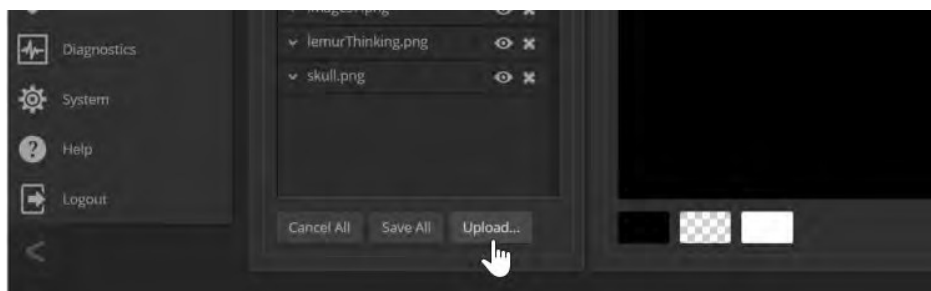 Diagnostics
System
Help
Logout
lemurThinking.png
skull.png
Cancel All
Save All
Upload...